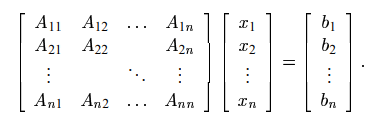 A11 A12 … A1n x1 b1
A21 A22 A2n x2 b2
⋮ ⋱ ⋮ ⋮ = ⋮ .
An1 An2 … Ann xn bn